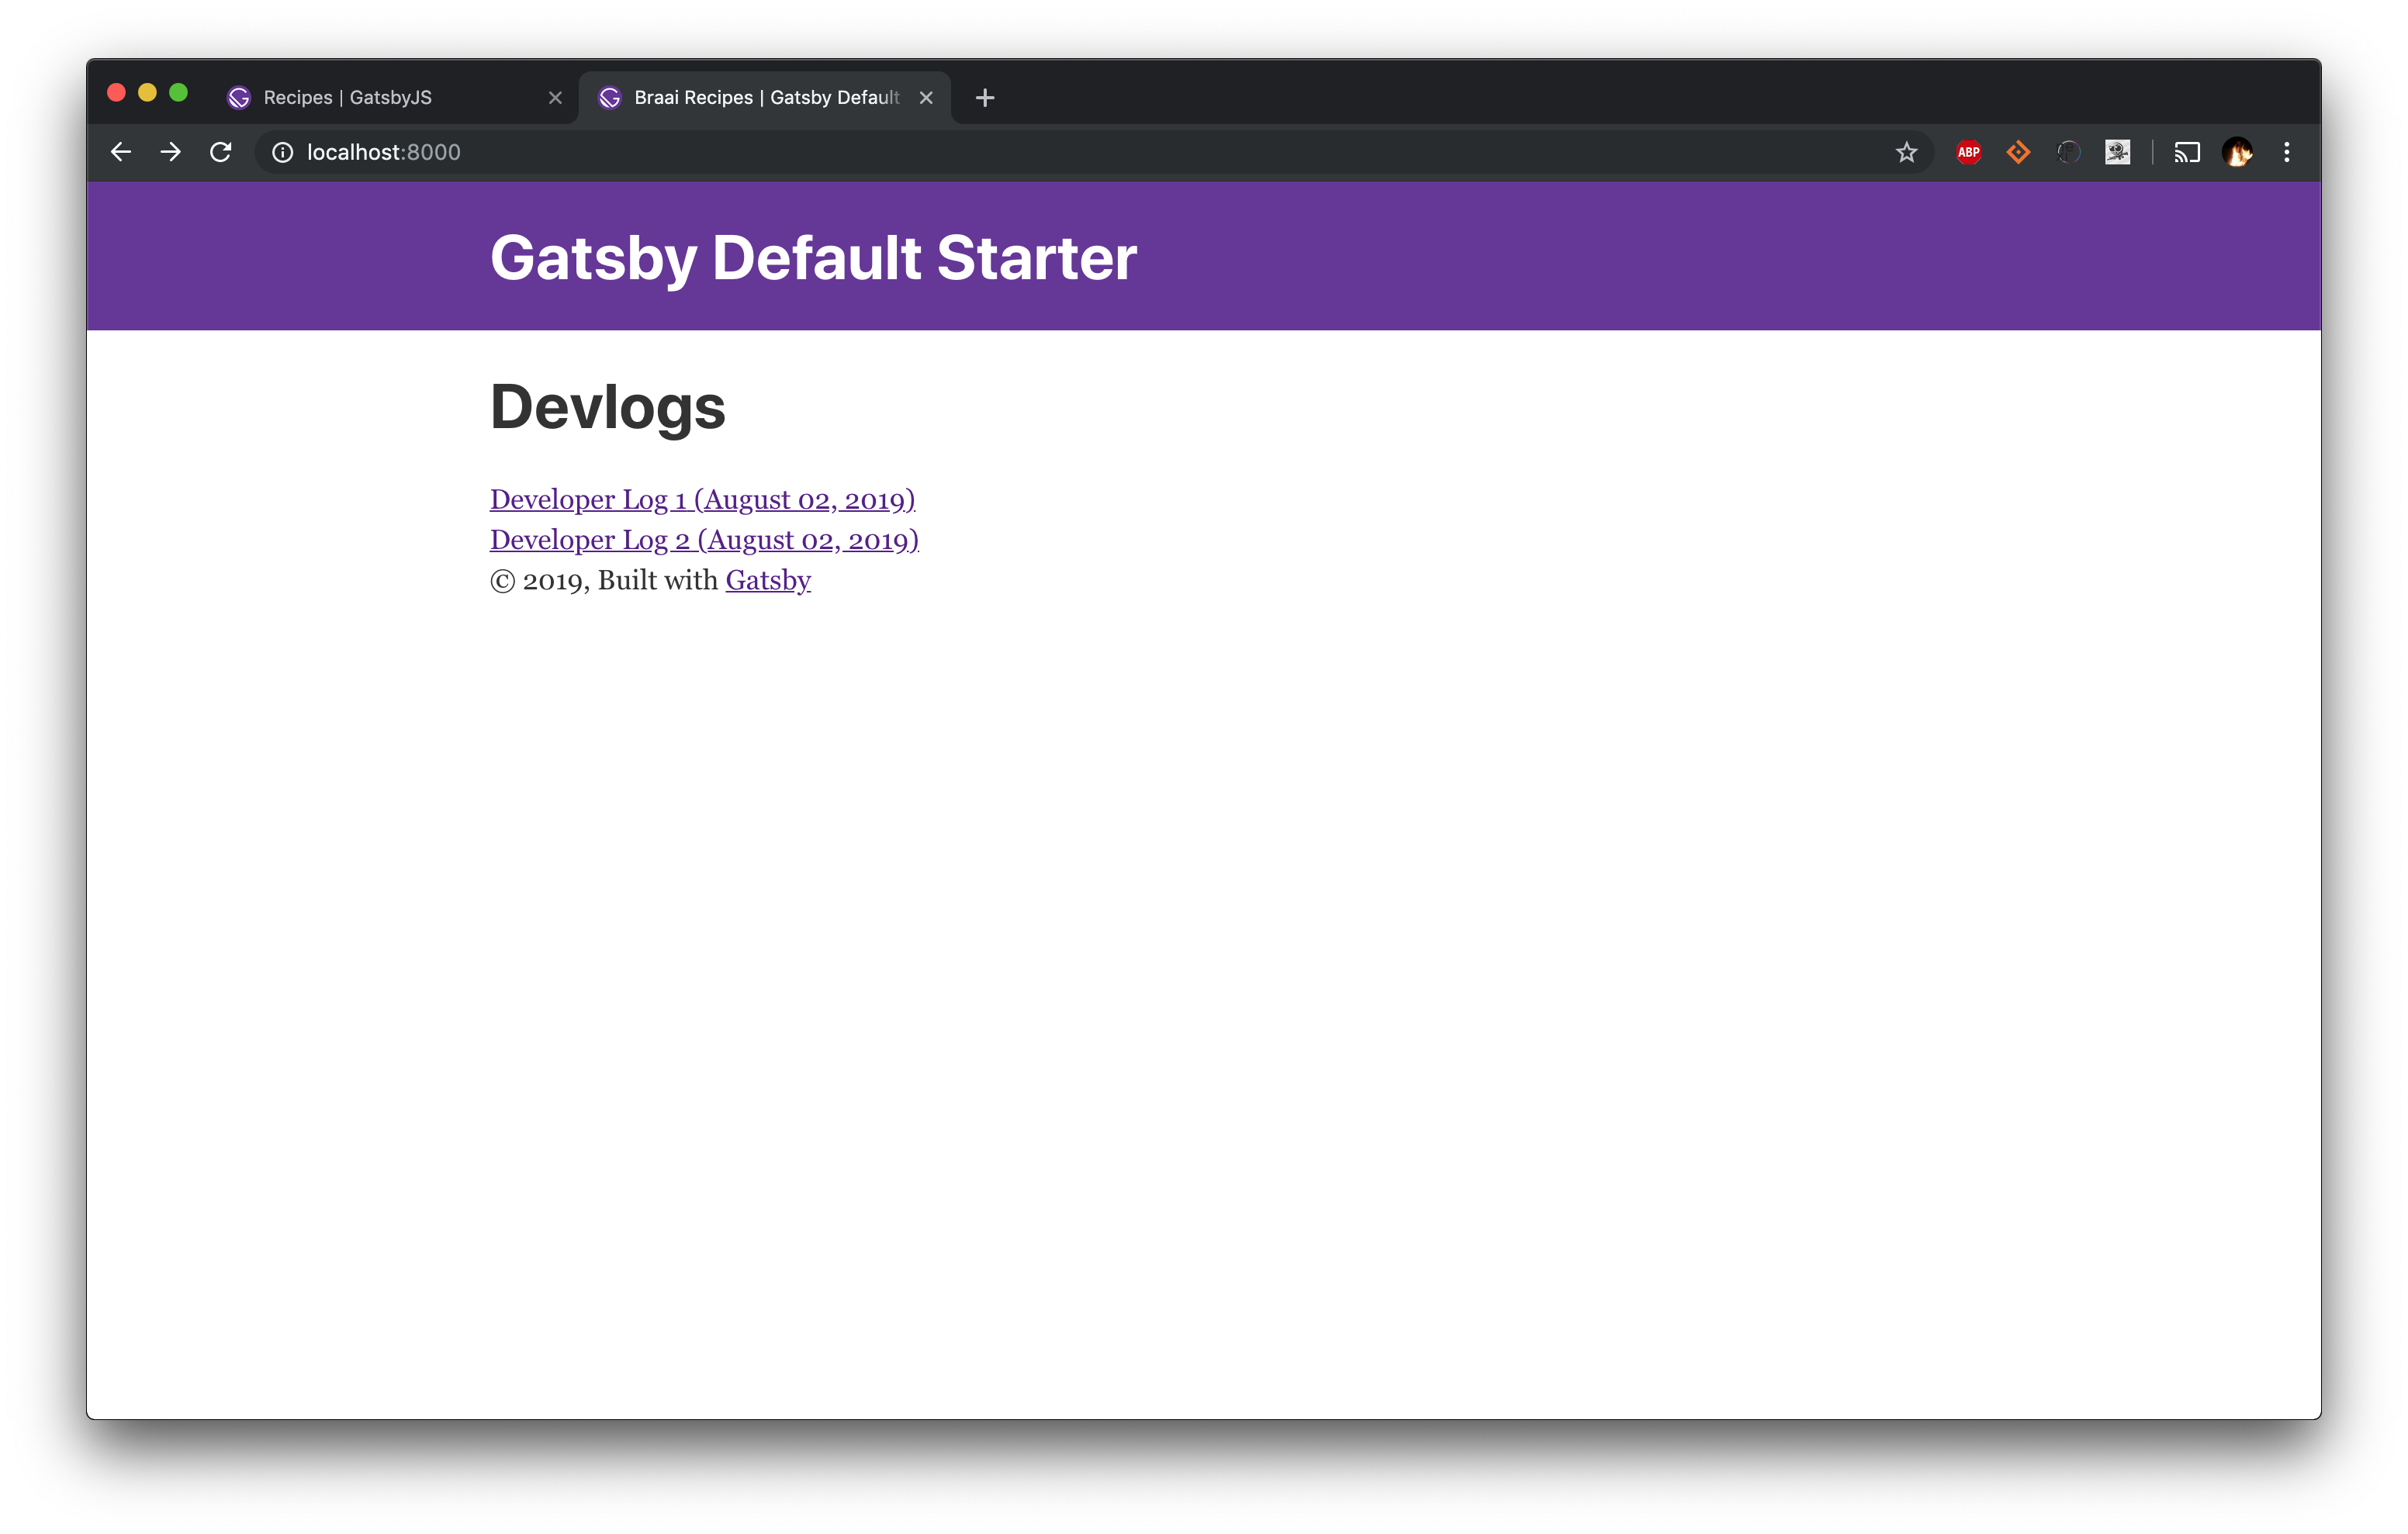 Recipes | GatsbyJS
Braai Recipes | Gatsby Default
localhost:8000
ABP
Gatsby Default Starter
Devlogs
Developer Log 1 (August 02, 2019)
Developer Log 2 (August 02, 2019)
© 2019, Built with Gatsby